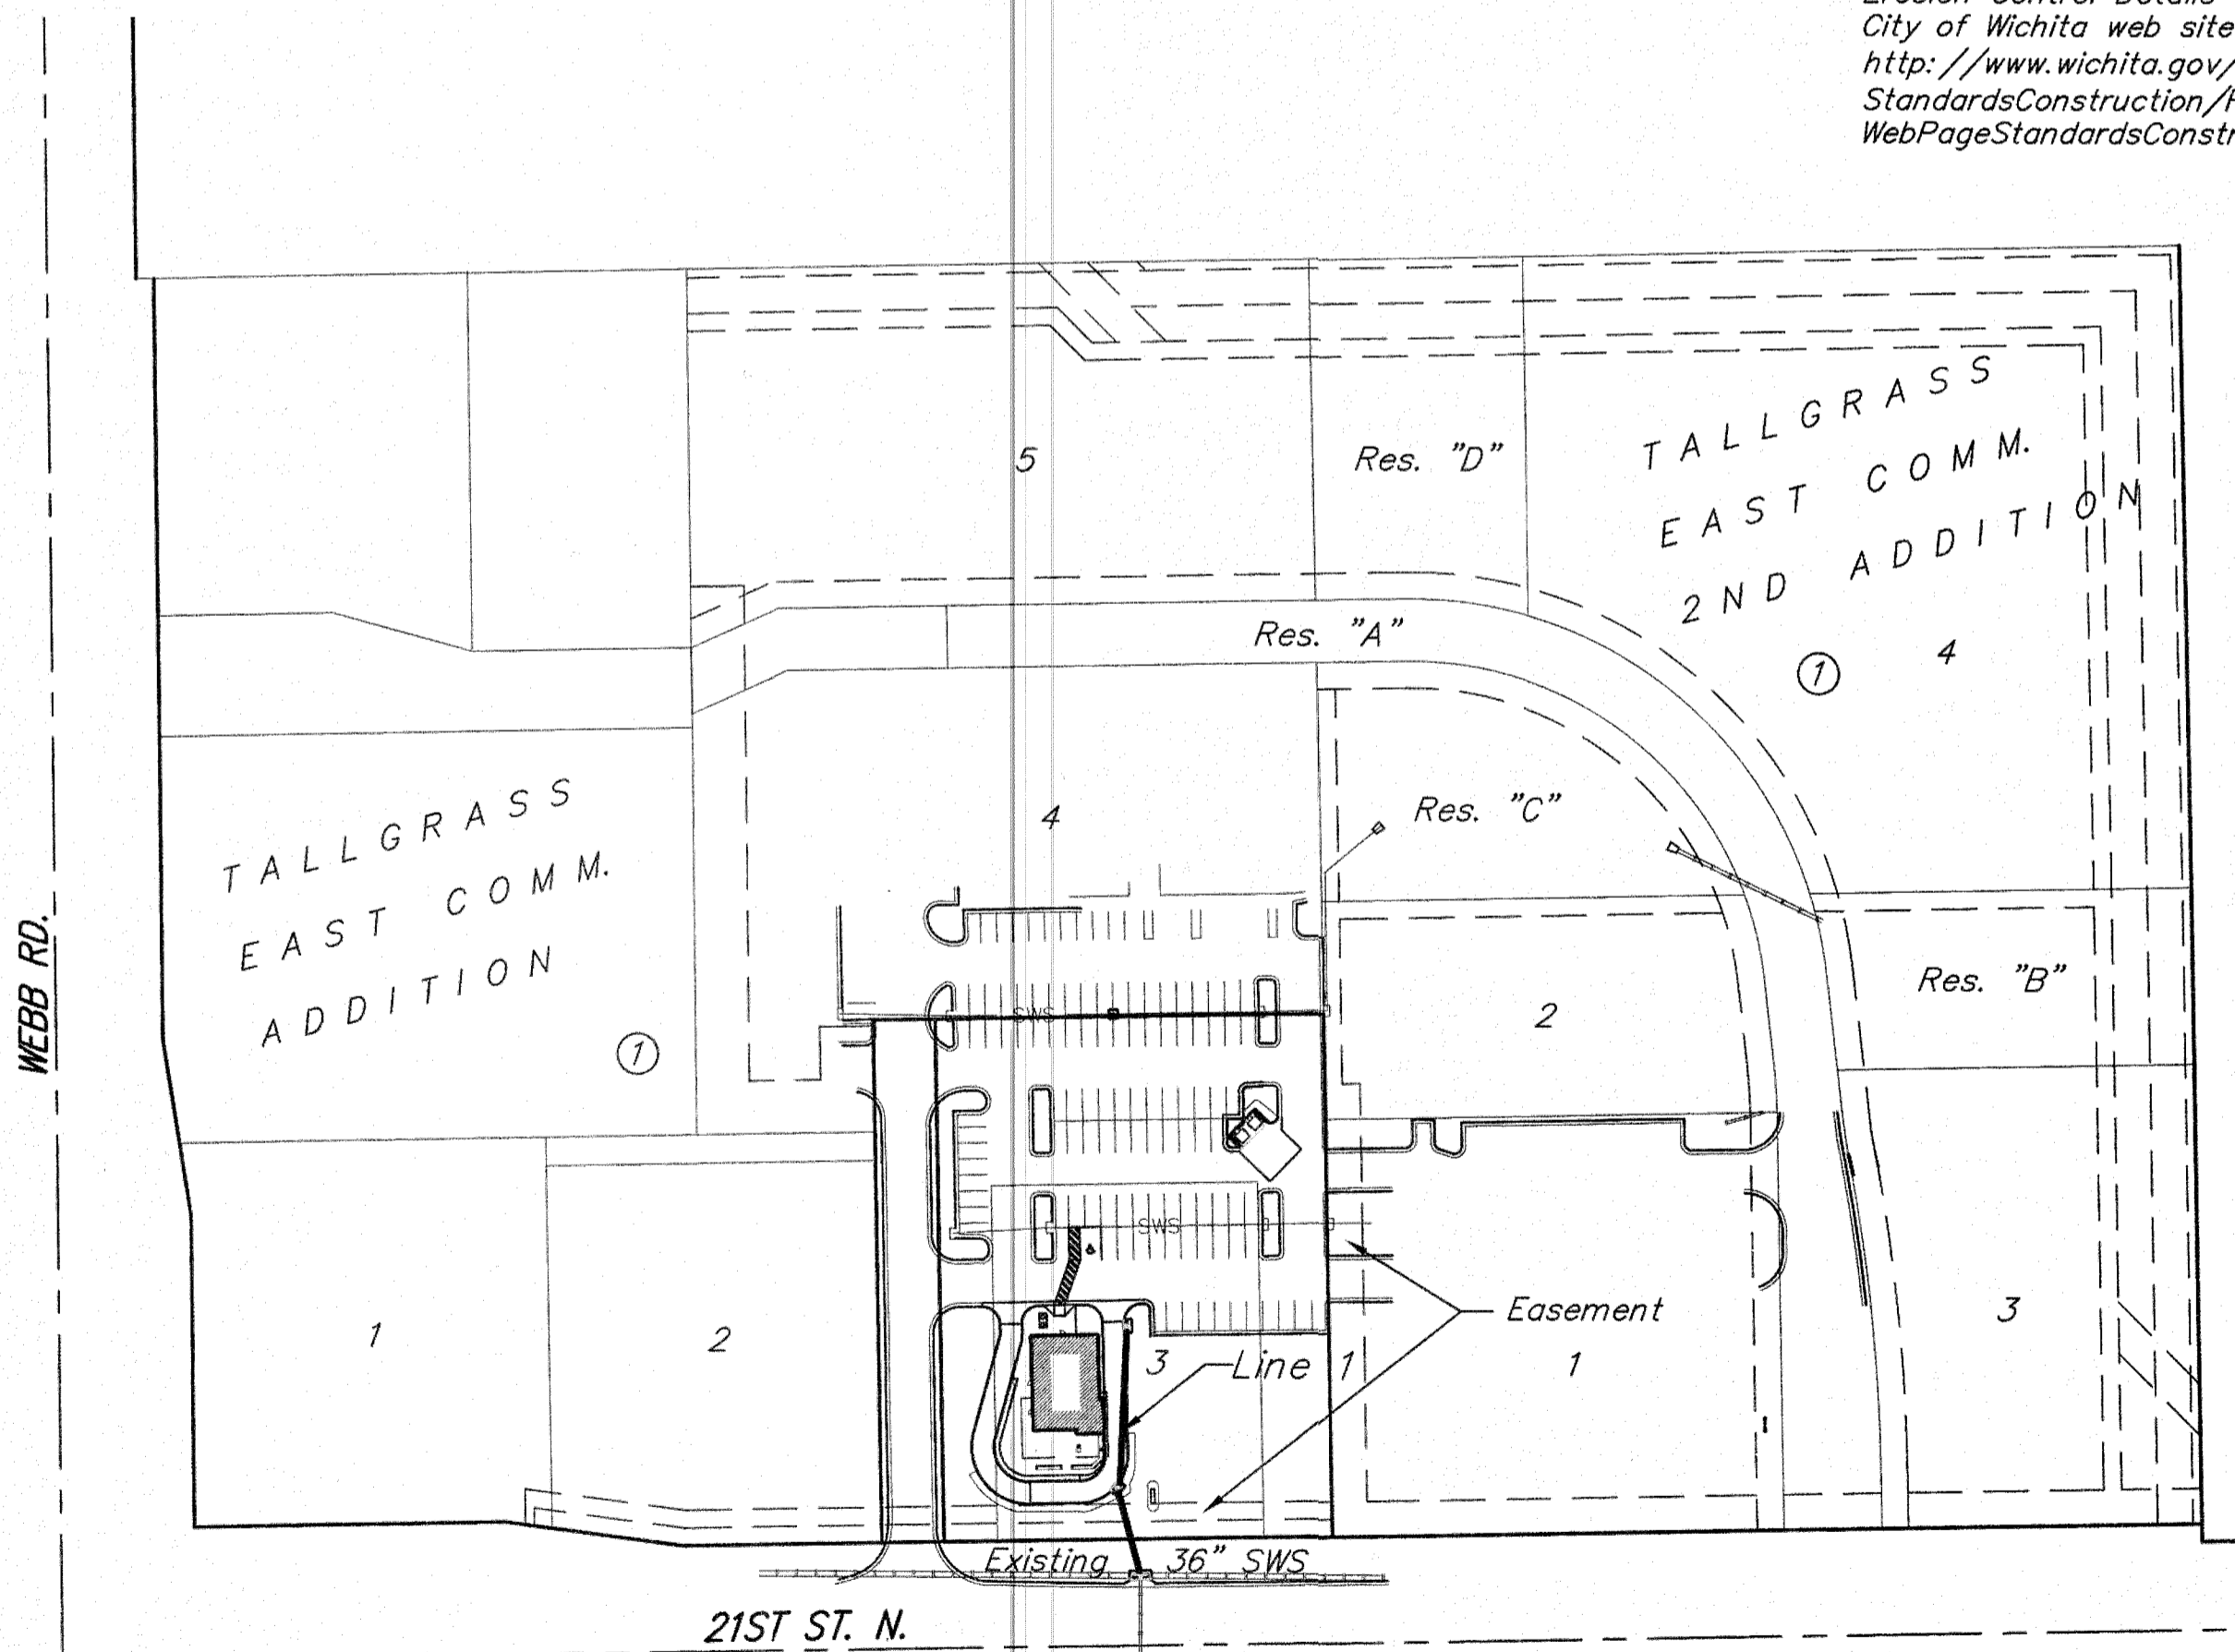 City of Wichita web site
http://www.wichita.gov/
StandardsConstruction/
WebPageStandardsConstr
5
Res. "D"
TALLGRASS
EAST COMM.
2ND ADDITION
1
4
Res. "A"
TALLGRASS
EAST COMM.
ADDITION
1
4
Res. "C"
WEBB RD.
SWS
2
Res. "B"
SWS
Easement
1
2
3
Line 1
1
3
Existing 36" SWS
21ST ST. N.